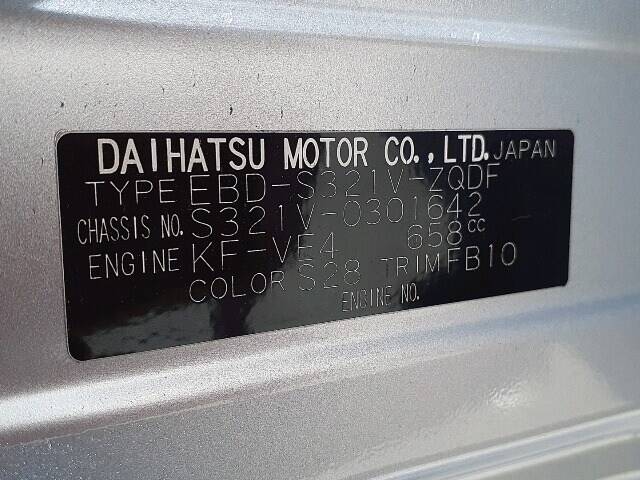 DAIHATSU MOTOR CO., LTD. JAPAN
TYPE EBD-S321V-ZQDF
CHASSIS NO. S321V-0301642
ENGINE KF-VE4 658cc
COLOR S28 TRIM FB10
ENGINE NO.